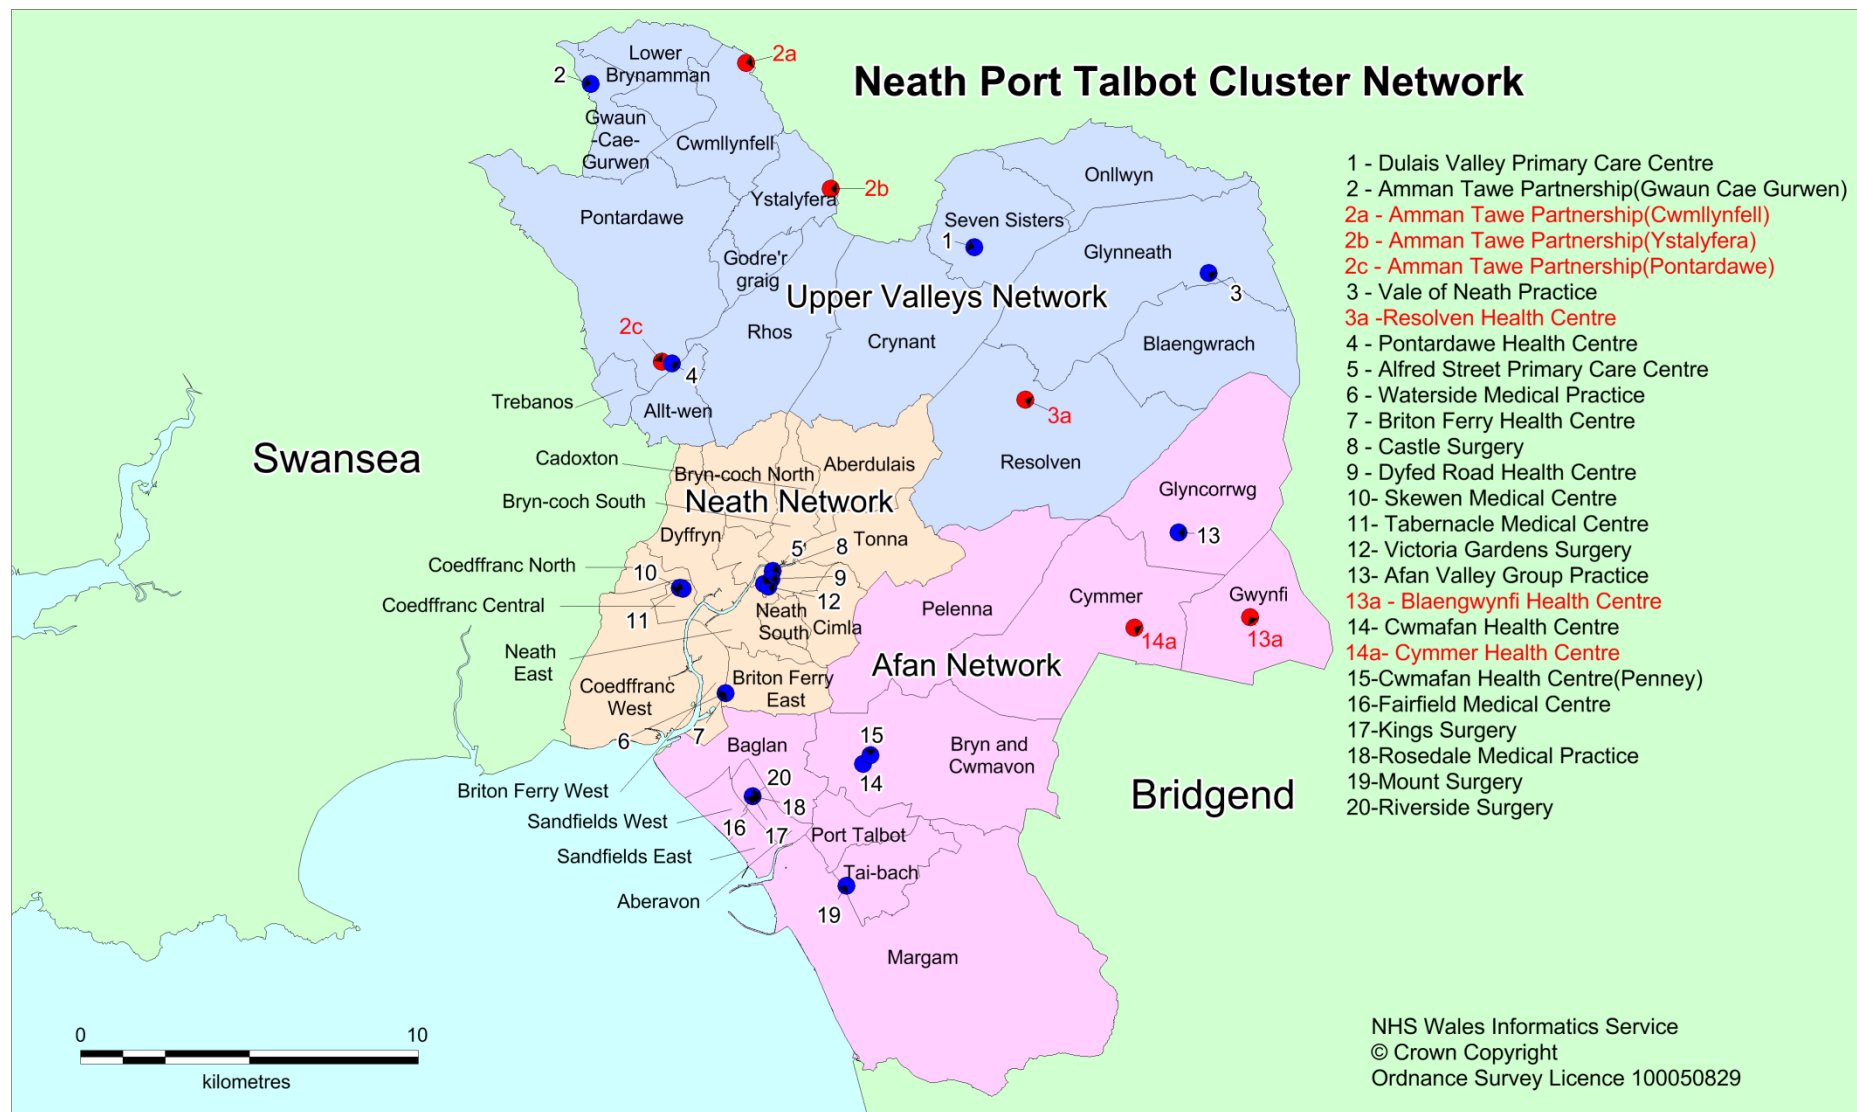 Neath Port Talbot Cluster Network
Lower
Brynamman
2a
2
Gwaun
-Cae-
Gurwen
Cwmllynfell
2b
Ystalyfera
Onllwyn
Pontardawe
Seven Sisters
1
Glynneath
Godre'r
graig
Upper Valleys Network
3
2c
Rhos
Crynant
Blaengwrach
4
Trebanos
Allt-wen
3a
Swansea
Cadoxton
Bryn-coch North
Aberdulais
Resolven
Bryn-coch South
Neath Network
Glyncorrwg
Dyffryn
5
8
Tonna
13
Coedffranc North
10
9
Coedffranc Central
11
12
Neath
South
Cimla
Pelenna
Cymmer
Gwynfi
14a
13a
Neath
East
Afan Network
Coedffranc
West
Briton Ferry
East
6
7
Baglan
15
Bryn and
Cwmavon
14
Briton Ferry West
20
18
Bridgend
Sandfields West
16
17
Port Talbot
Sandfields East
Tai-bach
Aberavon
19
Margam
1 - Dulais Valley Primary Care Centre
2 - Amman Tawe Partnership(Gwaun Cae Gurwen)
2a - Amman Tawe Partnership(Cwmllynfell)
2b - Amman Tawe Partnership(Ystalyfera)
2c - Amman Tawe Partnership(Pontardawe)
3 - Vale of Neath Practice
3a -Resolven Health Centre
4 - Pontardawe Health Centre
5 - Alfred Street Primary Care Centre
6 - Waterside Medical Practice
7 - Briton Ferry Health Centre
8 - Castle Surgery
9 - Dyfed Road Health Centre
10- Skewen Medical Centre
11- Tabernacle Medical Centre
12- Victoria Gardens Surgery
13- Afan Valley Group Practice
13a - Blaengwynfi Health Centre
14- Cwmafan Health Centre
14a- Cymmer Health Centre
15-Cwmafan Health Centre(Penney)
16-Fairfield Medical Centre
17-Kings Surgery
18-Rosedale Medical Practice
19-Mount Surgery
20-Riverside Surgery
0
10
kilometres
NHS Wales Informatics Service
© Crown Copyright
Ordnance Survey Licence 100050829